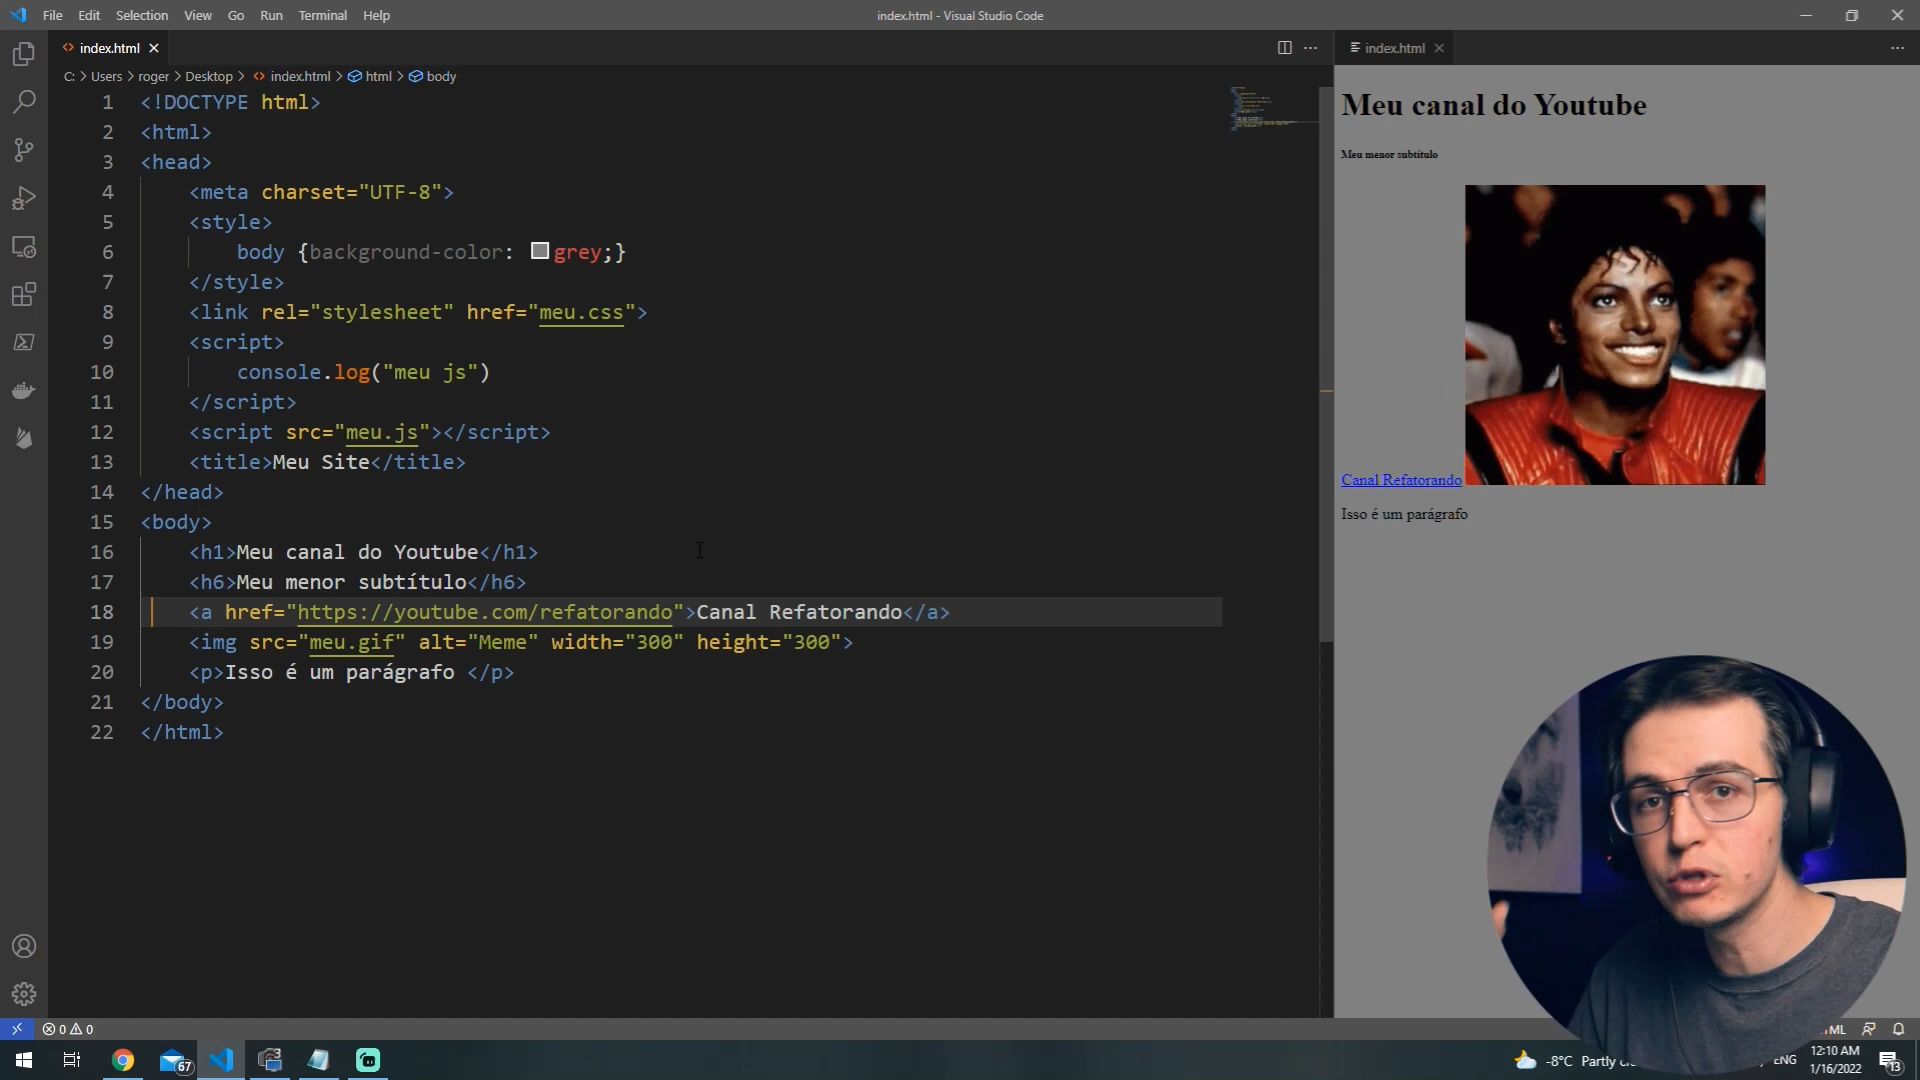 File Edit Selection View Go Run Terminal Help
index.html - Visual Studio Code
index.html
index.html
C: > Users > roger > Desktop > index.html > html > body
1 <!DOCTYPE html>
2 <html>
3 <head>
4 <meta charset="UTF-8">
5 <style>
6 body {background-color: grey;}
7 </style>
8 <link rel="stylesheet" href="meu.css">
9 <script>
10 console.log("meu js")
11 </script>
12 <script src="meu.js"></script>
13 <title>Meu Site</title>
14 </head>
15 <body>
16 <h1>Meu canal do Youtube</h1>
17 <h6>Meu menor subtítulo</h6>
18 <a href="https://youtube.com/refatorando">Canal Refatorando</a>
19 <img src="meu.gif" alt="Meme" width="300" height="300">
20 <p>Isso é um parágrafo </p>
21 </body>
22 </html>
Meu canal do Youtube
Meu menor subtítulo
Canal Refatorando
Isso é um parágrafo
0 0
67
-8°C Partly
ENG
12:10 AM
1/16/2022
13